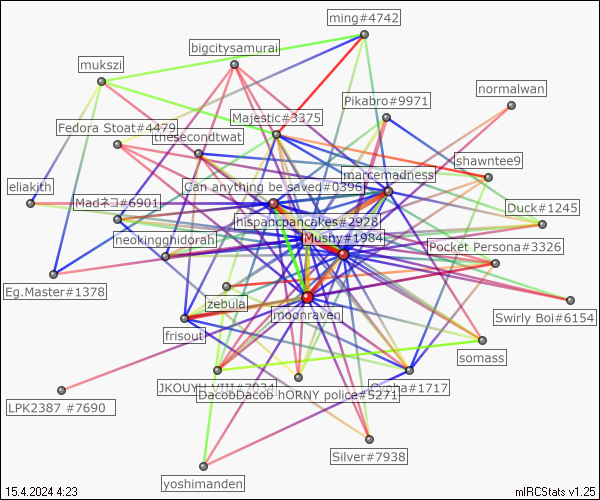 ming#4742
bigcitysamurai
mukszi
normalwan
Pikabro#9971
Majestic#3375
Fedora Stoat#4479
thesecondtwat
shawntee9
marcemadness
eliakith
Can anything be saved#0396
Madネコ#6901
Duck#1245
hispancpancakes#2928
neokingghidorah
Mushy#1984
Pocket Persona#3326
Eg.Master#1378
zebula
moonraven
Swirly Boi#6154
frisout
somass
JKOUYH VIII#7034
Cypha#1717
DacobDacob hORNY police#5271
LPK2387 #7690
Silver#7938
yoshimanden
15.4.2024 4:23
mIRCStats v1.25